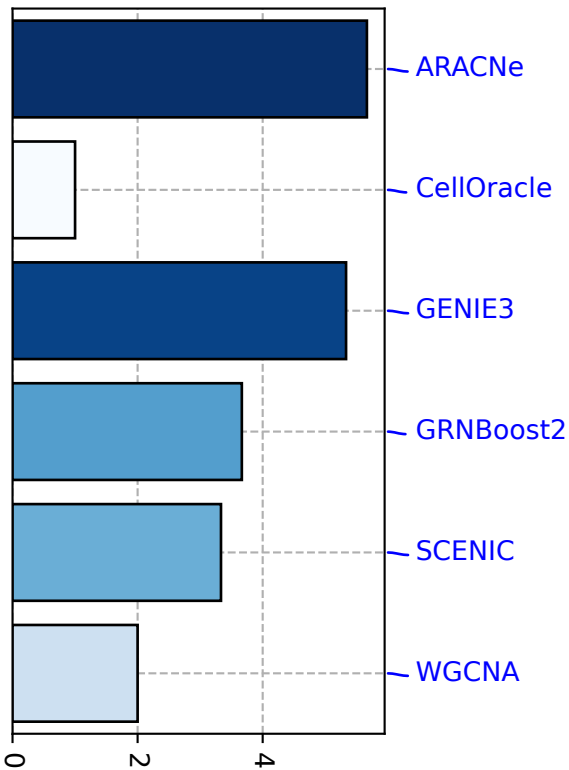 ARACNe
CellOracle
GENIE3
GRNBoost2
SCENIC
WGCNA
0 2 4